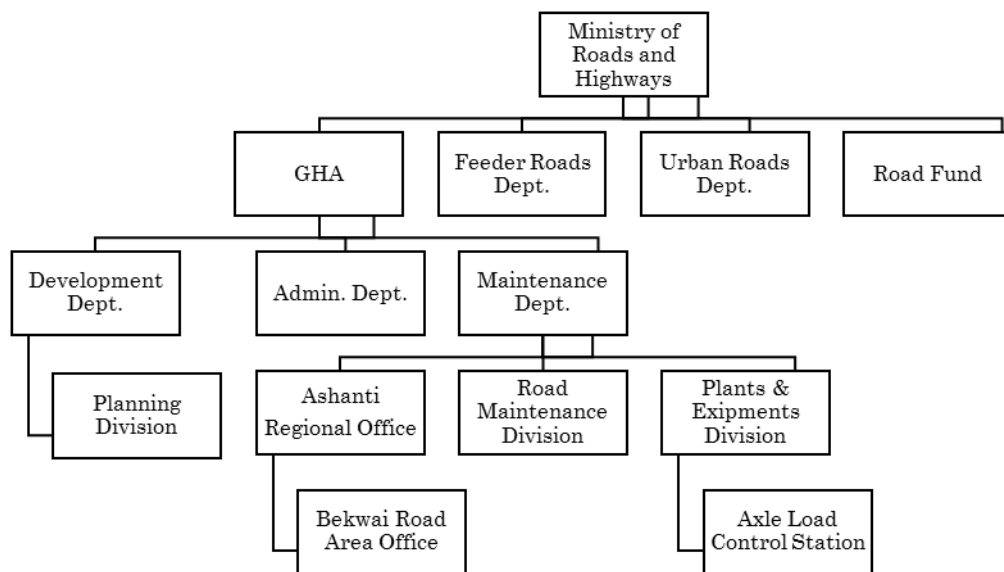 Ministry of
Roads and
Highways
GHA
Feeder Roads
Dept.
Urban Roads
Dept.
Road Fund
Development
Dept.
Admin. Dept.
Maintenance
Dept.
Planning
Division
Ashanti
Regional Office
Road
Maintenance
Division
Plants &
Exipments
Division
Bekwai Road
Area Office
Axle Load
Control Station